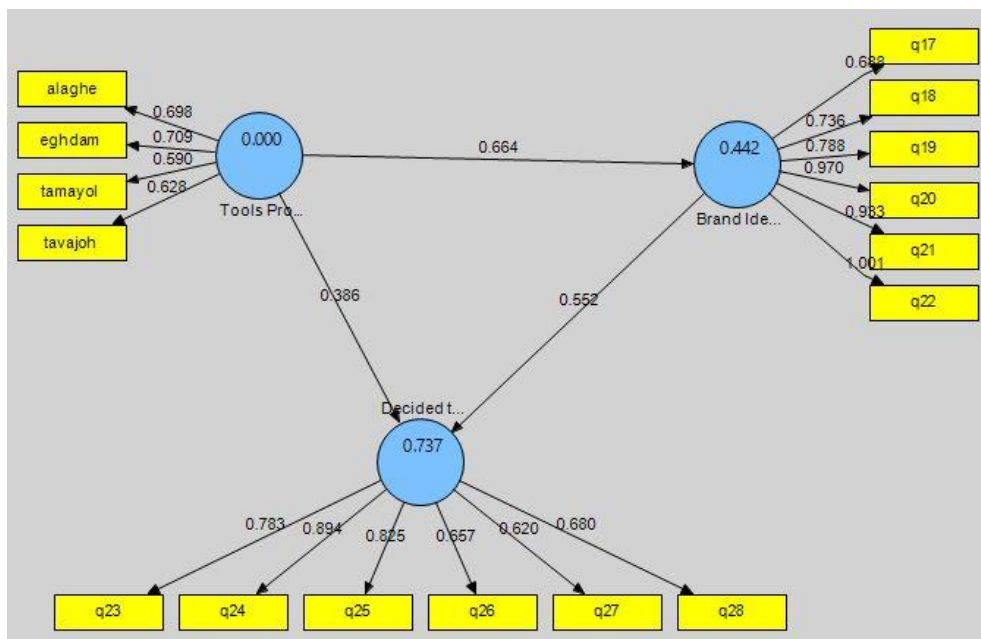 q17
0.688
alaghe
q18
0.698
0.736
eghdam
0.709
0.000
0.664
0.442
0.788
q19
tamayol
0.590
0.970
q20
0.628
Tools Pro...
Brand Ide...
0.933
tavajoh
q21
1.001
q22
0.386
0.552
Decided t...
0.737
0.783
0.894
0.825
0.657
0.620
0.680
q23
q24
q25
q26
q27
q28